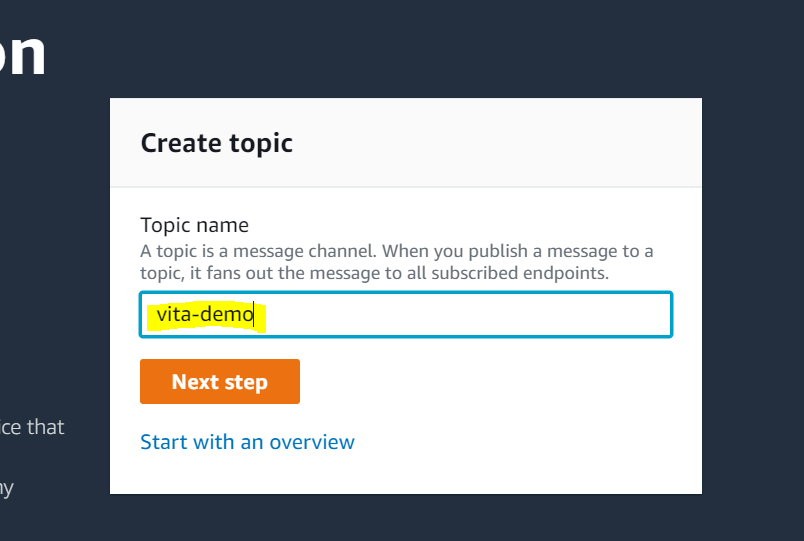 on
Create topic
Topic name
A topic is a message channel. When you publish a message to a
topic, it fans out the message to all subscribed endpoints.
vita-demo
Next step
ice that
Start with an overview
ny